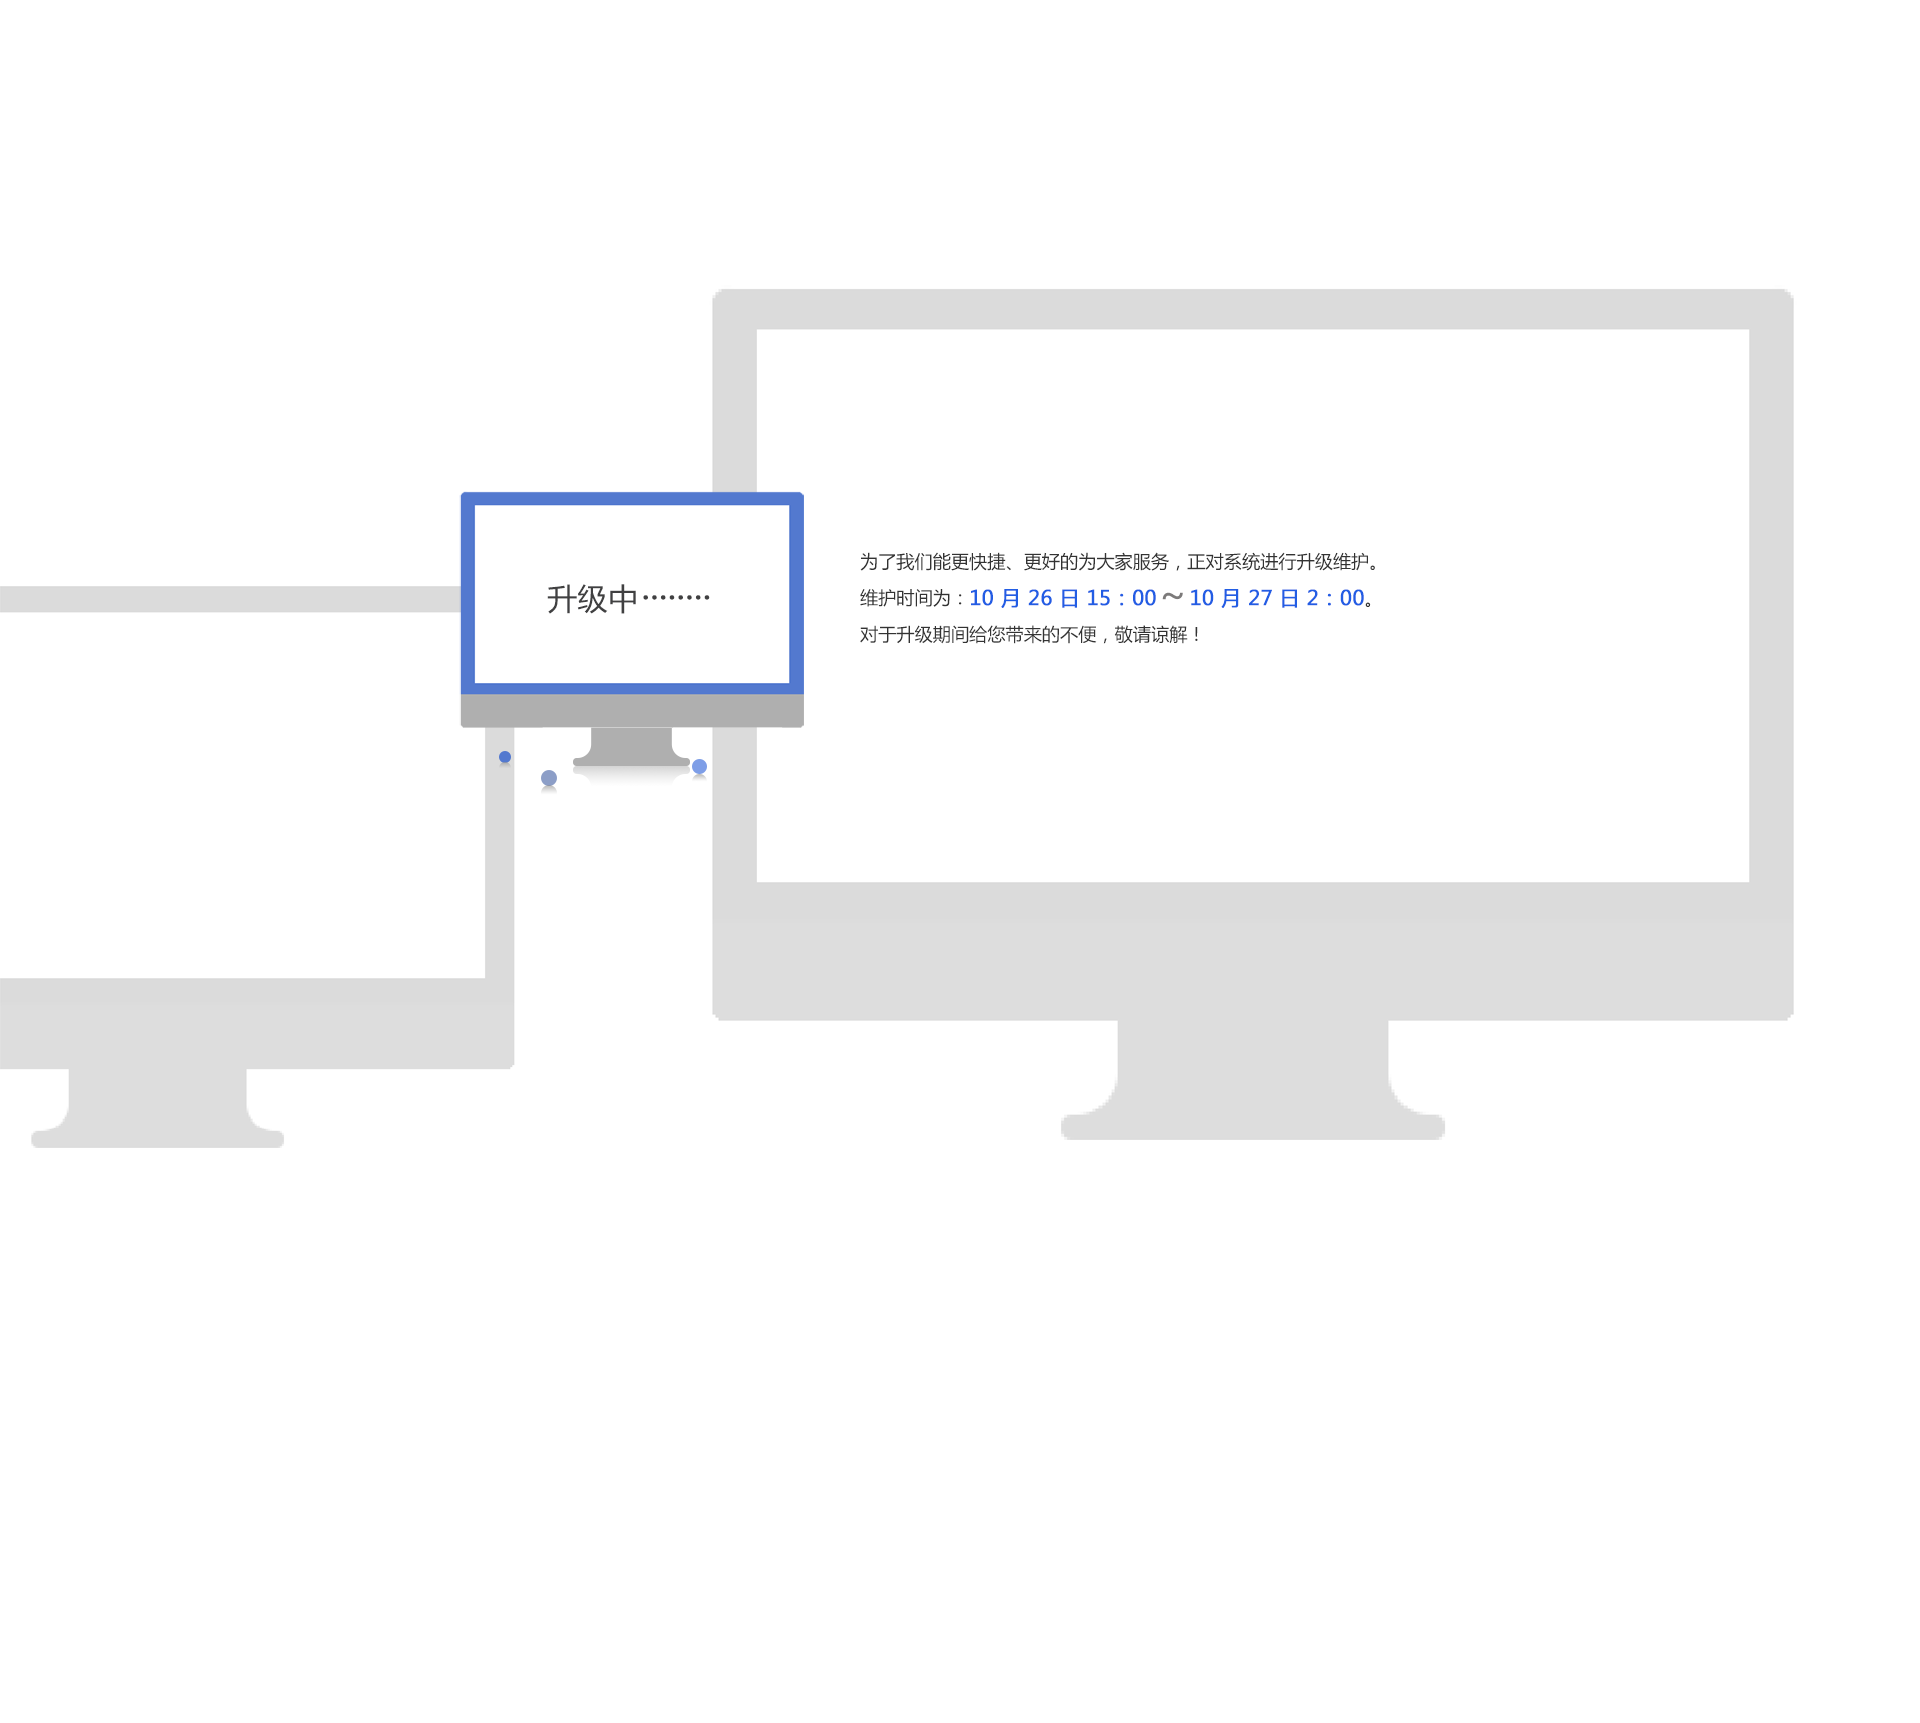 升级中········
为了我们能更快捷、更好的为大家服务，正对系统进行升级维护。
维护时间为：10 月 26 日 15：00 ～ 10 月 27 日 2：00。
对于升级期间给您带来的不便，敬请谅解！